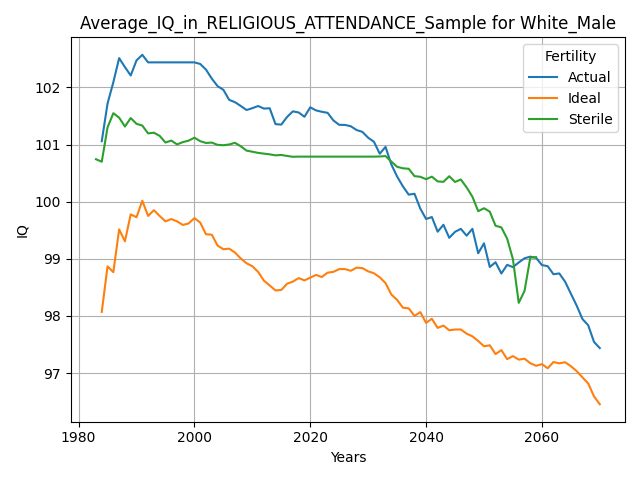 Average_IQ_in_RELIGIOUS_ATTENDANCE_Sample for White_Male
Fertility
Actual
Ideal
Sterile
102
101
100
99
98
97
IQ
1980
2000
2020
2040
2060
Years